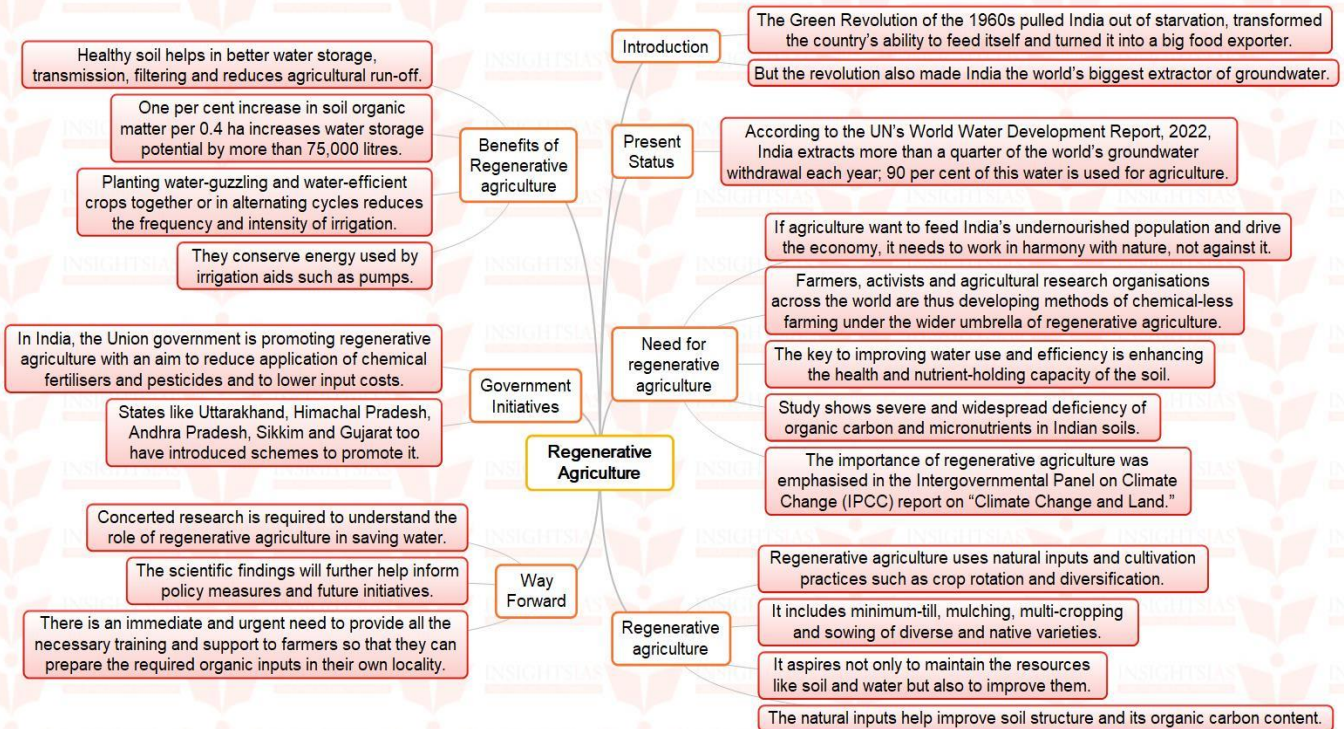 Regenerative
Agriculture
Introduction
The Green Revolution of the 1960s pulled India out of starvation, transformed
the country's ability to feed itself and turned it into a big food exporter.
But the revolution also made India the world's biggest extractor of groundwater.
Present
Status
According to the UN's World Water Development Report, 2022,
India extracts more than a quarter of the world's groundwater
withdrawal each year; 90 per cent of this water is used for agriculture.
Need for
regenerative
agriculture
If agriculture want to feed India's undernourished population and drive
the economy, it needs to work in harmony with nature, not against it.
Farmers, activists and agricultural research organisations
across the world are thus developing methods of chemical-less
farming under the wider umbrella of regenerative agriculture.
The key to improving water use and efficiency is enhancing
the health and nutrient-holding capacity of the soil.
Study shows severe and widespread deficiency of
organic carbon and micronutrients in Indian soils.
The importance of regenerative agriculture was
emphasised in the Intergovernmental Panel on Climate
Change (IPCC) report on "Climate Change and Land."
Regenerative
agriculture
Regenerative agriculture uses natural inputs and cultivation
practices such as crop rotation and diversification.
It includes minimum-till, mulching, multi-cropping
and sowing of diverse and native varieties.
It aspires not only to maintain the resources
like soil and water but also to improve them.
The natural inputs help improve soil structure and its organic carbon content.
Benefits of
Regenerative
agriculture
Healthy soil helps in better water storage,
transmission, filtering and reduces agricultural run-off.
One per cent increase in soil organic
matter per 0.4 ha increases water storage
potential by more than 75,000 litres.
Planting water-guzzling and water-efficient
crops together or in alternating cycles reduces
the frequency and intensity of irrigation.
They conserve energy used by
irrigation aids such as pumps.
Government
Initiatives
In India, the Union government is promoting regenerative
agriculture with an aim to reduce application of chemical
fertilisers and pesticides and to lower input costs.
States like Uttarakhand, Himachal Pradesh,
Andhra Pradesh, Sikkim and Gujarat too
have introduced schemes to promote it.
Way
Forward
Concerted research is required to understand the
role of regenerative agriculture in saving water.
The scientific findings will further help inform
policy measures and future initiatives.
There is an immediate and urgent need to provide all the
necessary training and support to farmers so that they can
prepare the required organic inputs in their own locality.
INSIGHTSIAS